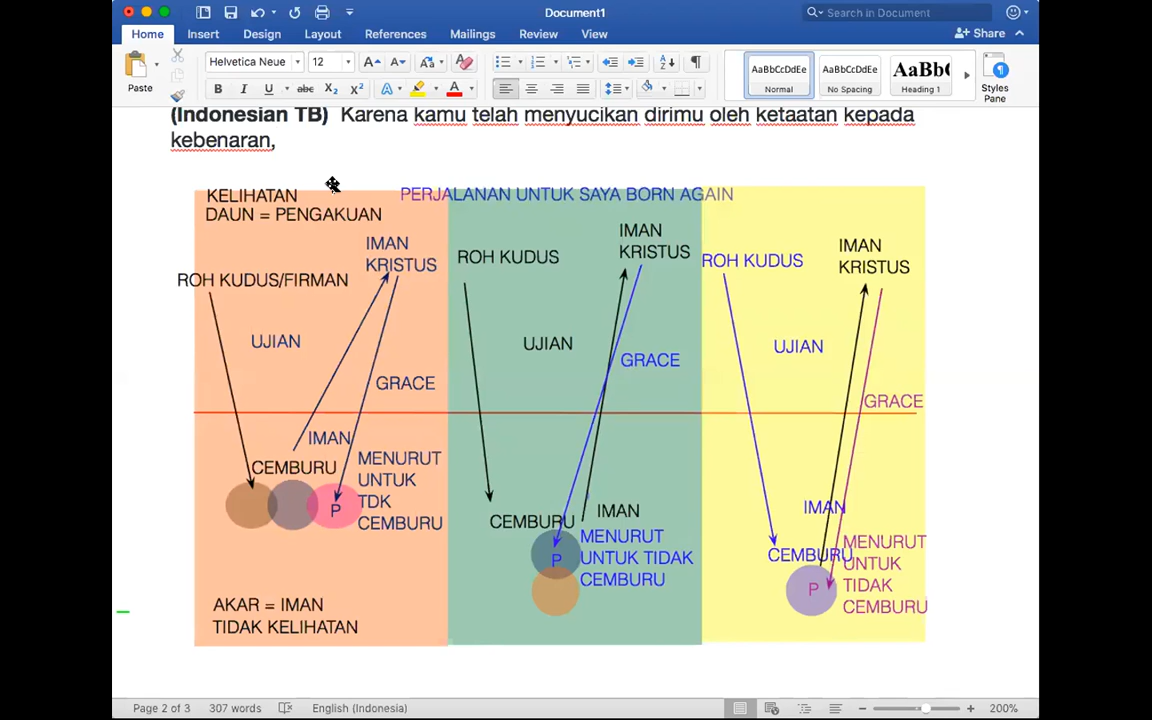 Document1
Search in Document
Home
Insert
Design
Layout
References
Mailings
Review
View
Share
Paste
Helvetica Neue
12
AaBbCcDdEe
Normal
AaBbCcDdEe
No Spacing
AaBb
Heading 1
Styles
Pane
(Indonesian TB) Karena kamu telah menyucikan dirimu oleh ketaatan kepada
kebenaran,
KELIHATAN
DAUN = PENGAKUAN
PERJALANAN UNTUK SAYA BORN AGAIN
IMAN
KRISTUS
ROH KUDUS/FIRMAN
UJIAN
GRACE
IMAN
CEMBURU
MENURUT
UNTUK
TDK
CEMBURU
P
AKAR = IMAN
TIDAK KELIHATAN
ROH KUDUS
IMAN
KRISTUS
UJIAN
GRACE
CEMBURU
IMAN
MENURUT
UNTUK TIDAK
CEMBURU
P
ROH KUDUS
IMAN
KRISTUS
UJIAN
GRACE
IMAN
CEMBURU
MENURUT
UNTUK
TIDAK
CEMBURU
P
Page 2 of 3
307 words
English (Indonesia)
200%